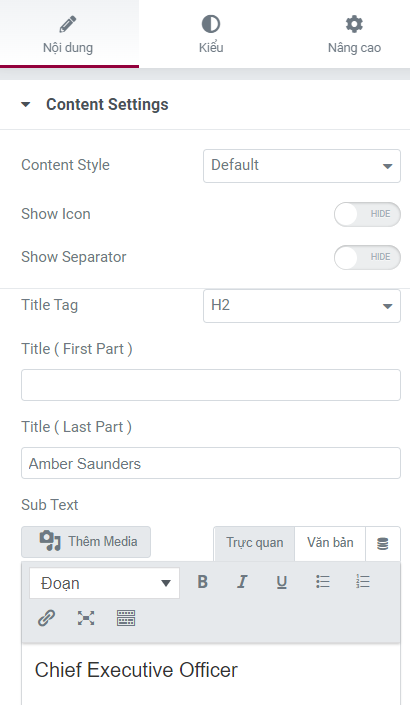 Nội dung
Kiểu
Nâng cao
Content Settings
Content Style
Default
Show Icon
HIDE
Show Separator
HIDE
Title Tag
H2
Title ( First Part )
Title ( Last Part )
Amber Saunders
Sub Text
Thêm Media
Trực quan
Văn bản
Đoạn
B
I
U
Chief Executive Officer